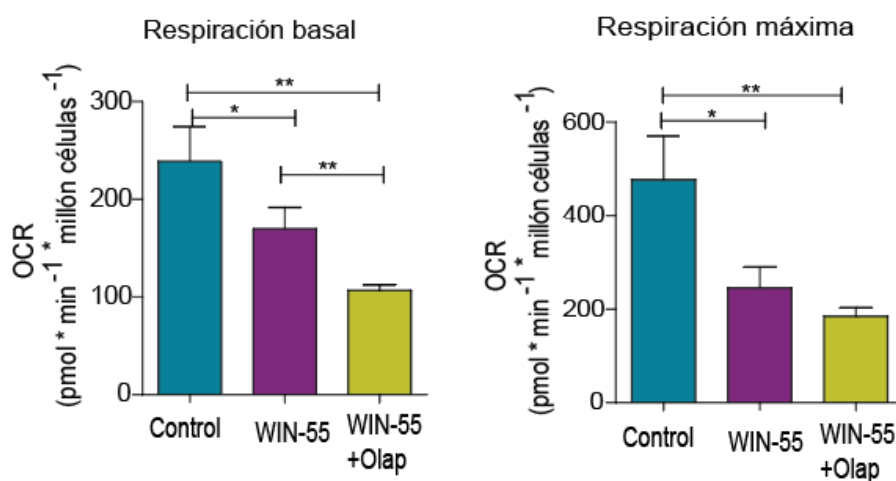 Respiración basal
OCR
(pmol * min -1 * millón células -1)
300
200
100
0
**
*
**
Control
WIN-55
WIN-55
+Olap
Respiración máxima
OCR
(pmol * min -1 * millón células -1)
600
400
200
0
**
*
Control
WIN-55
WIN-55
+Olap